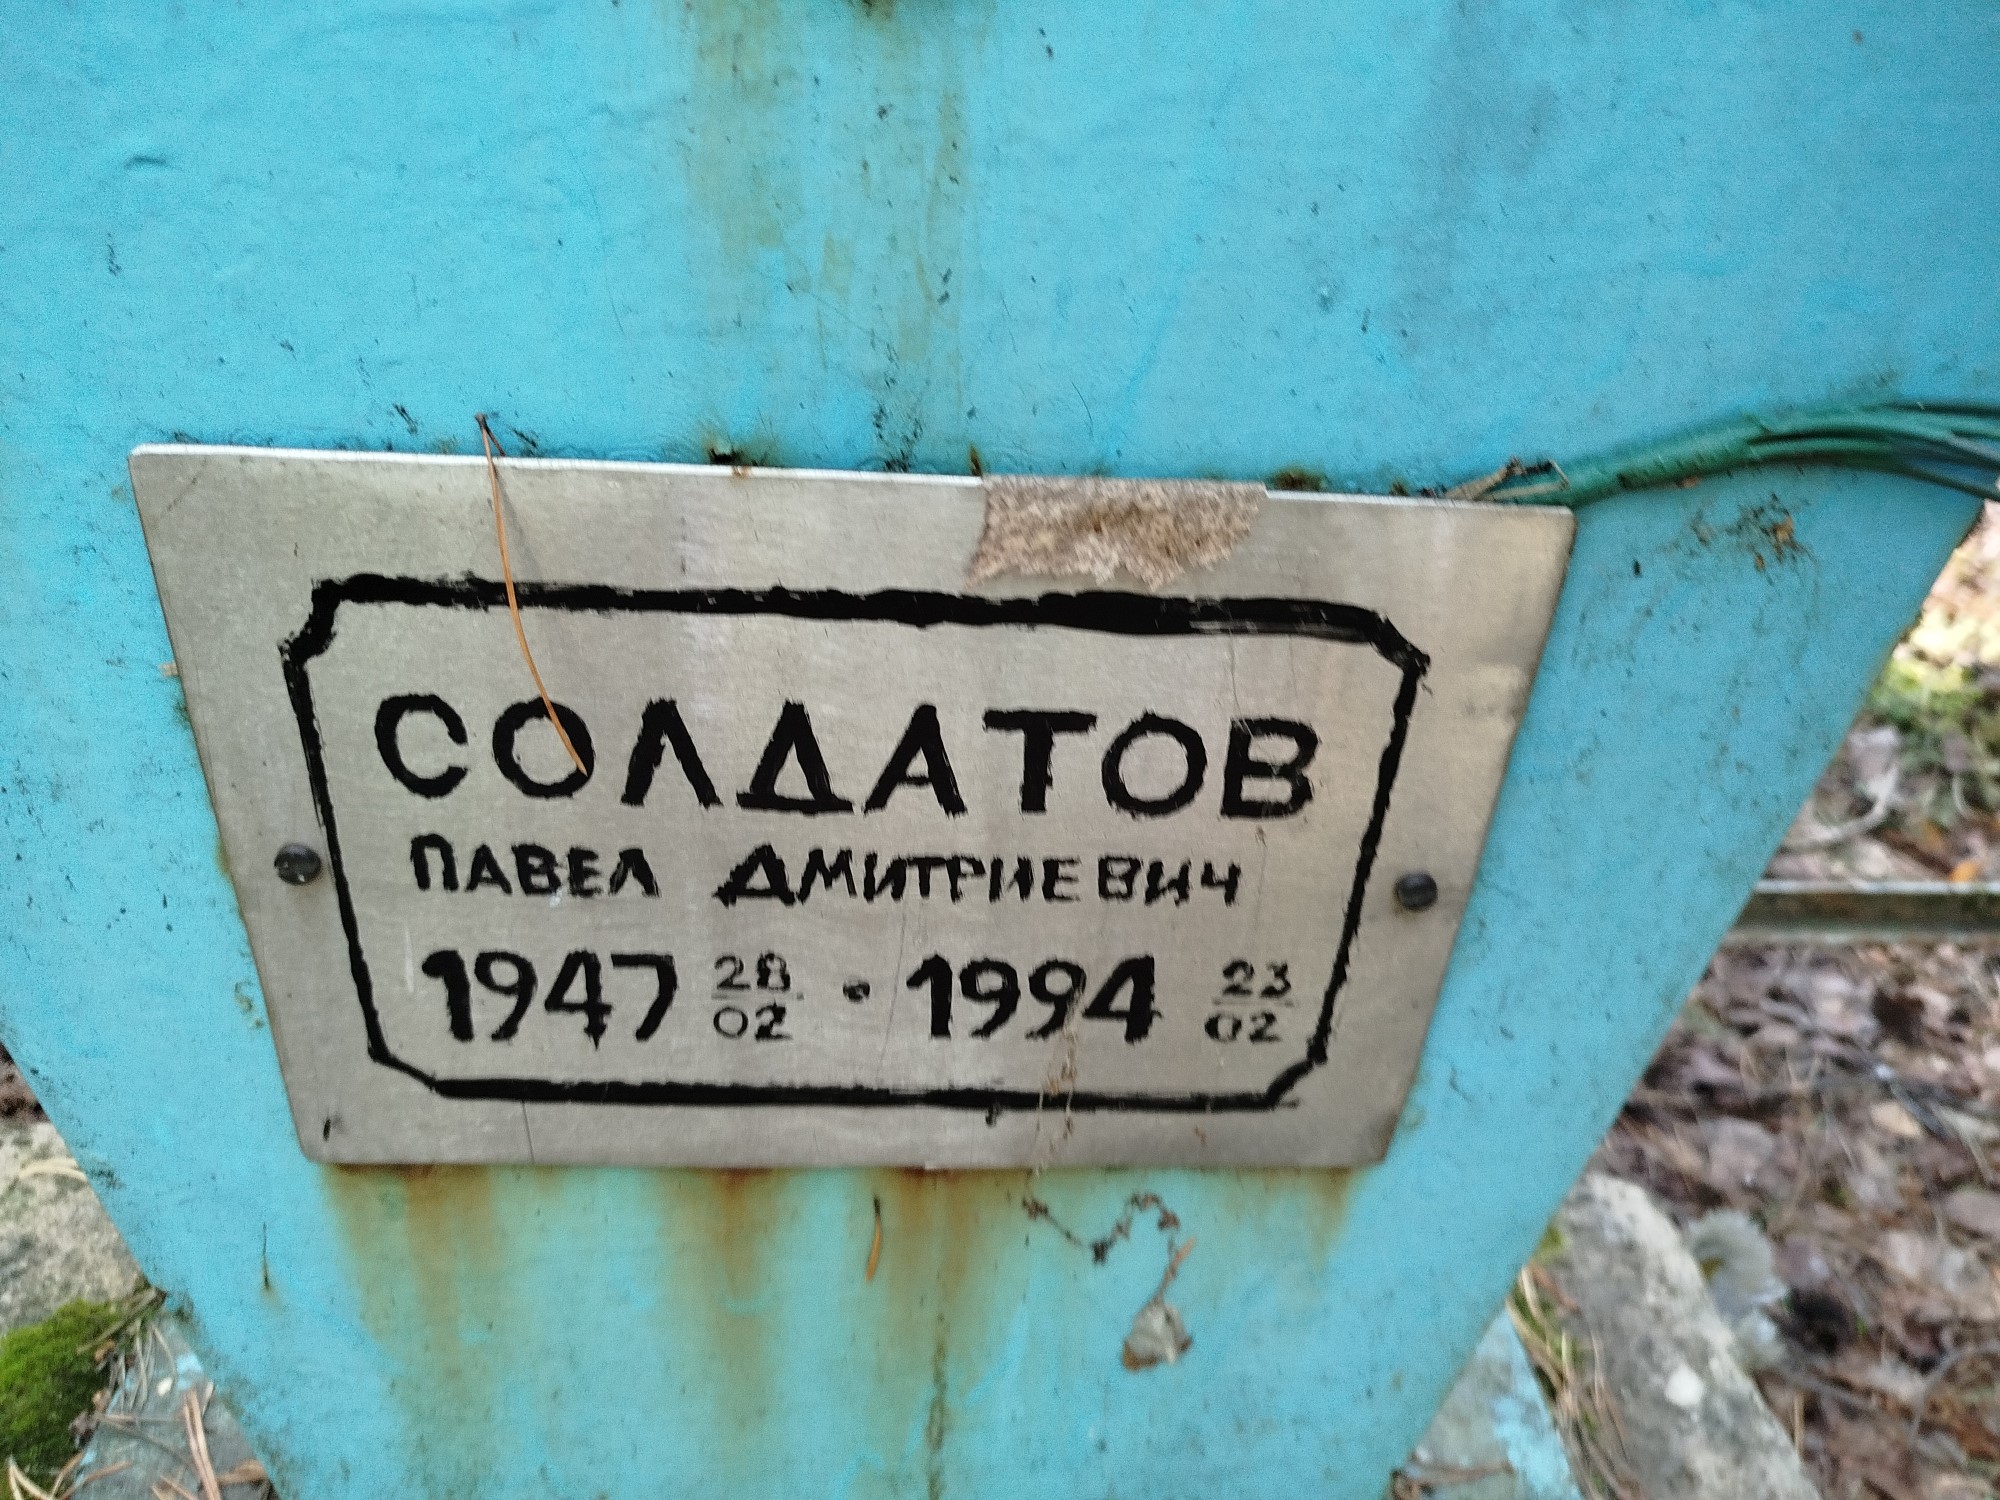 СОЛДАТОВ
ПАВЕЛ ДМИТРИЕВИЧ
1947 28/02 • 1994 23/02